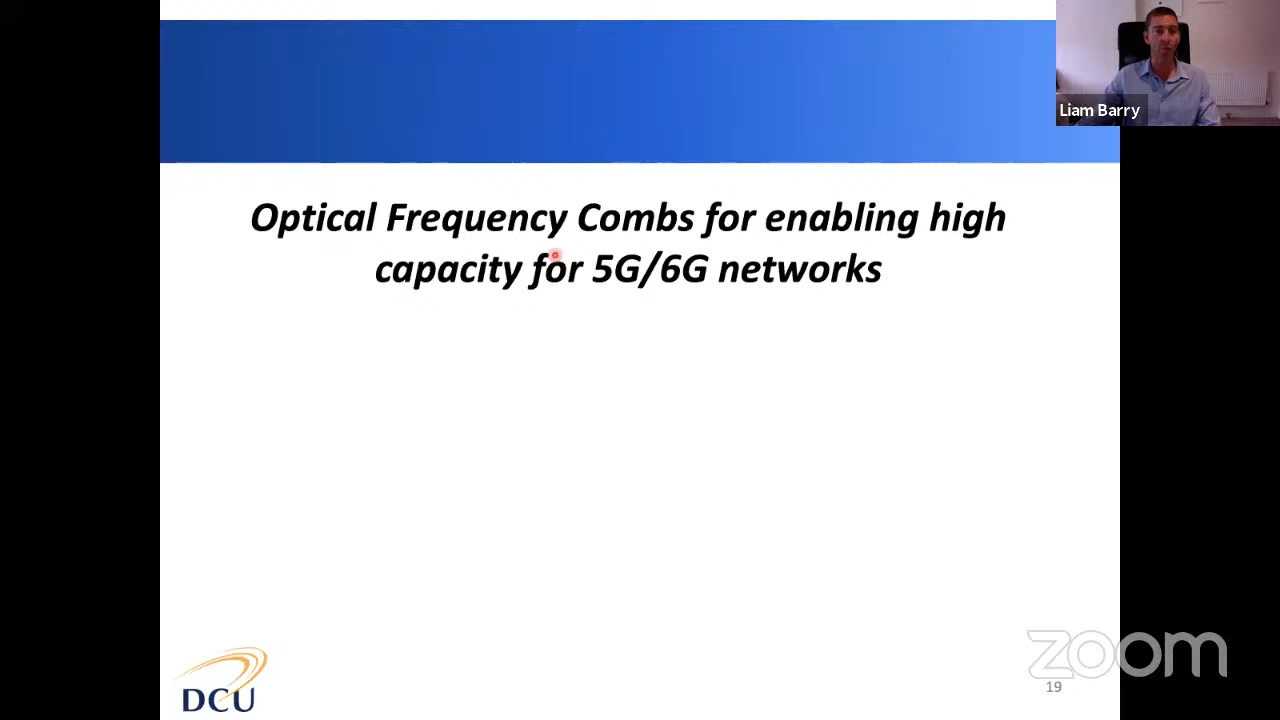 Liam Barry
Optical Frequency Combs for enabling high
capacity for 5G/6G networks
DCU
zoom
19